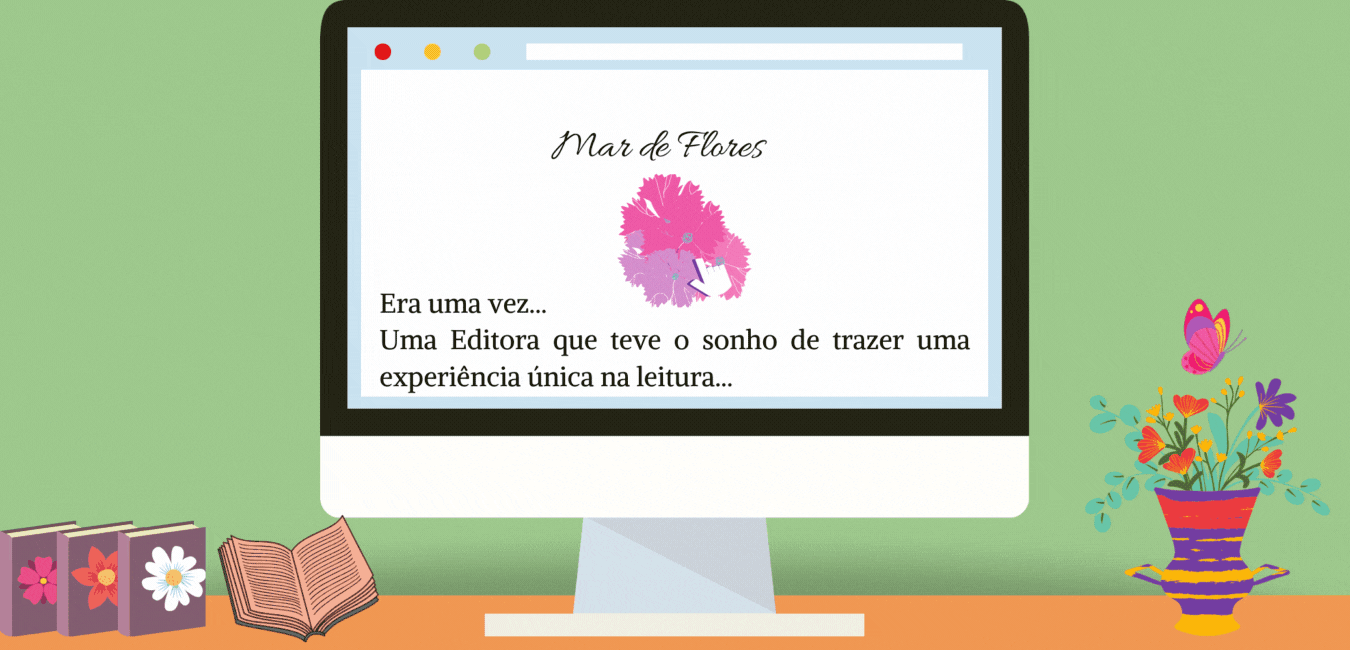 Mar de Flores
Era uma vez...
Uma Editora que teve o sonho de trazer uma
experiência única na leitura...